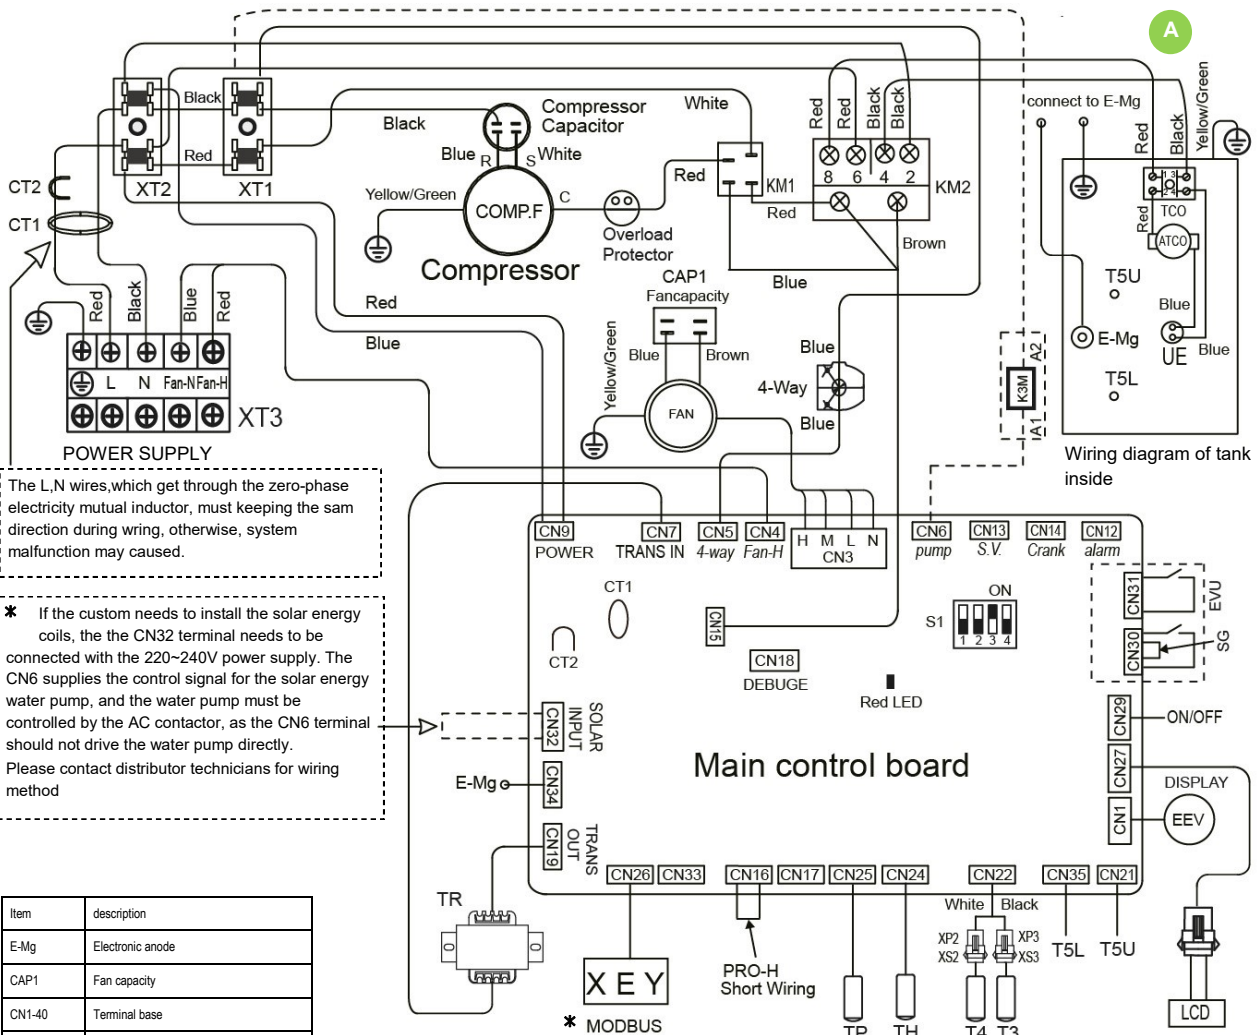 A
Black
Red
XT2
XT1
CT2
CT1
Black
Compressor
Capacitor
Blue
R
S
White
Yellow/Green
COMP.F
C
Compressor
Overload
Protector
White
Red
KM1
Red
Red
Red
Black
Black
8
6
4
2
KM2
Brown
Blue
connect to E-Mg
Red
Black
Yellow/Green
1 3
2 4
TCO
Red
ATCO
T5U
Blue
E-Mg
UE
Blue
T5L
Wiring diagram of tank
inside
Red
Blue
Red
Black
Blue
Red
L
N
Fan-N
Fan-H
XT3
POWER SUPPLY
CAP1
Fancapacity
Blue
Brown
Yellow/Green
FAN
Blue
4-Way
Blue
A2
K3M
A1
The L,N wires,which get through the zero-phase
electricity mutual inductor, must keeping the sam
direction during wring, otherwise, system
malfunction may caused.
* If the custom needs to install the solar energy
coils, the the CN32 terminal needs to be
connected with the 220~240V power supply. The
CN6 supplies the control signal for the solar energy
water pump, and the water pump must be
controlled by the AC contactor, as the CN6 terminal
should not drive the water pump directly.
Please contact distributor technicians for wiring
method
CN9
POWER
CN7
TRANS IN
CN5
4-way
CN4
Fan-H
H M L N
CN3
CN6
pump
CN13
S.V.
CN14
Crank
CN12
alarm
CT1
CT2
CN15
CN18
DEBUGE
ON
S1
1 2 3 4
Red LED
CN31
EVU
CN30
SG
CN29
ON/OFF
CN27
DISPLAY
CN1
EEV
SOLAR
INPUT
CN32
E-Mg
CN34
TRANS
OUT
CN19
Main control board
CN26
CN33
CN16
CN17
CN25
CN24
CN22
CN35
CN21
White
Black
XP2
XS2
XP3
XS3
T5L
T5U
TR
XEY
* MODBUS
PRO-H
Short Wiring
TP
TH
T4
T3
LCD
Item description
E-Mg Electronic anode
CAP1 Fan capacity
CN1-40 Terminal base